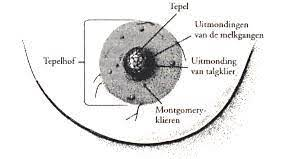 Tepel
Uitmondingen
van de melkgangen
Tepelhof
Uitmonding
van talgklier
Montgomery-
klieren